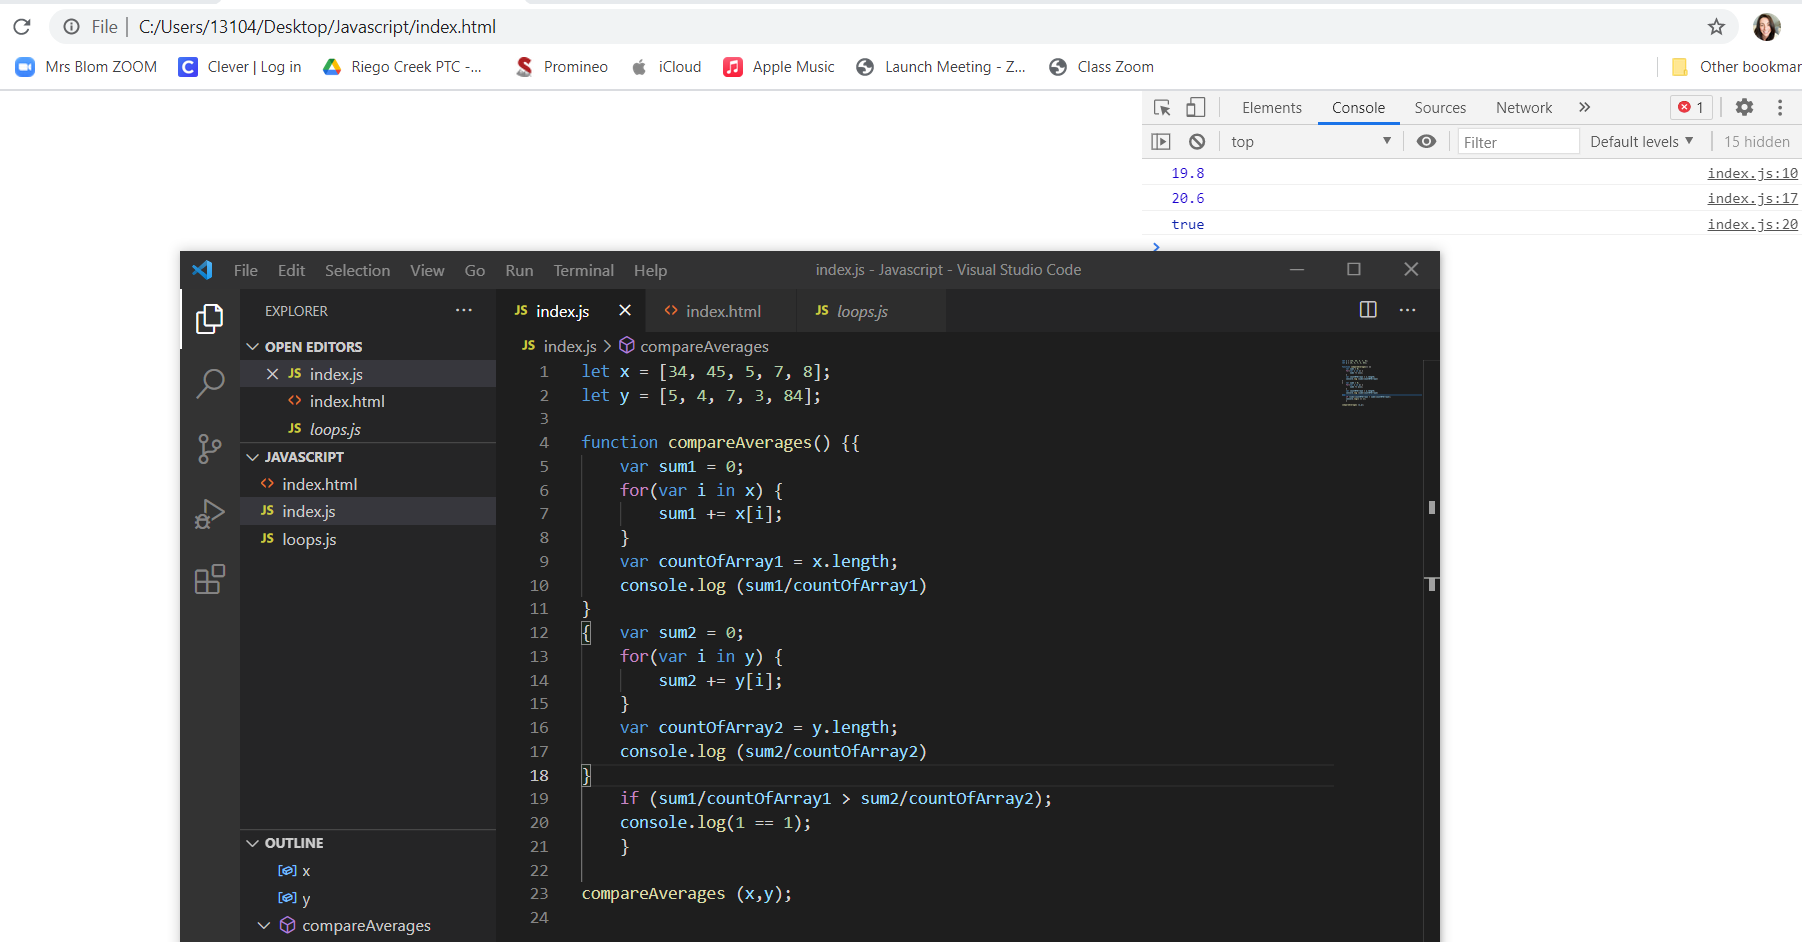 File | C:/Users/13104/Desktop/Javascript/index.html
Mrs Blom ZOOM Clever | Log in Riego Creek PTC -... Promineo iCloud Apple Music Launch Meeting - Z... Class Zoom Other bookmar
Elements Console Sources Network » 1
top Filter Default levels 15 hidden
19.8 index.js:10
20.6 index.js:17
true index.js:20
File Edit Selection View Go Run Terminal Help index.js - Javascript - Visual Studio Code
EXPLORER
OPEN EDITORS
JS index.js
<> index.html
JS loops.js
JAVASCRIPT
<> index.html
JS index.js
JS loops.js
OUTLINE
x
y
compareAverages
JS index.js <> index.html JS loops.js
JS index.js > compareAverages
1 let x = [34, 45, 5, 7, 8];
2 let y = [5, 4, 7, 3, 84];
3
4 function compareAverages() {{
5 var sum1 = 0;
6 for(var i in x) {
7 sum1 += x[i];
8 }
9 var countOfArray1 = x.length;
10 console.log (sum1/countOfArray1)
11 }
12 { var sum2 = 0;
13 for(var i in y) {
14 sum2 += y[i];
15 }
16 var countOfArray2 = y.length;
17 console.log (sum2/countOfArray2)
18 }
19 if (sum1/countOfArray1 > sum2/countOfArray2);
20 console.log(1 == 1);
21 }
22
23 compareAverages (x,y);
24